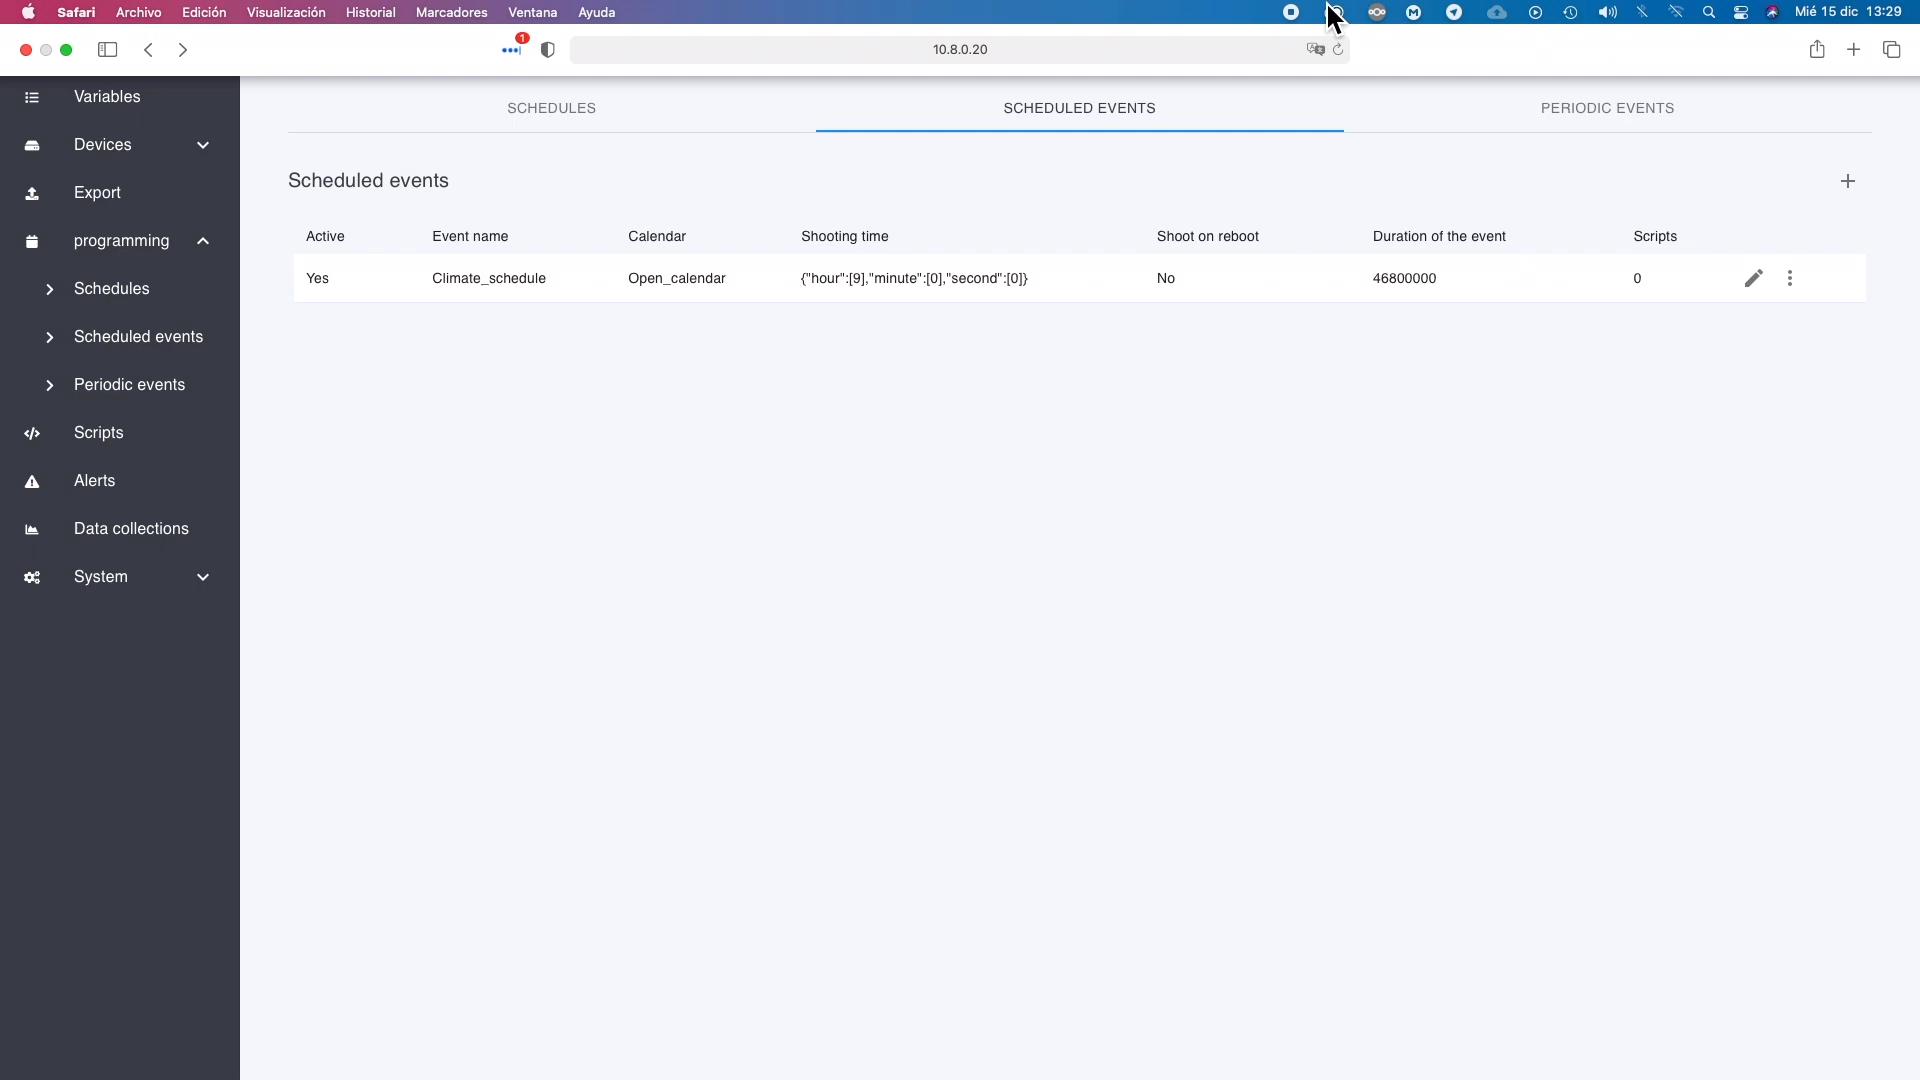 Safari Archivo Edición Visualización Historial Marcadores Ventana Ayuda Mié 15 dic 13:29
1
10.8.0.20
Variables
Devices
Export
programming
Schedules
Scheduled events
Periodic events
Scripts
Alerts
Data collections
System
SCHEDULES SCHEDULED EVENTS PERIODIC EVENTS
Scheduled events
Active Event name Calendar Shooting time Shoot on reboot Duration of the event Scripts
Yes Climate_schedule Open_calendar {"hour":[9],"minute":[0],"second":[0]} No 46800000 0